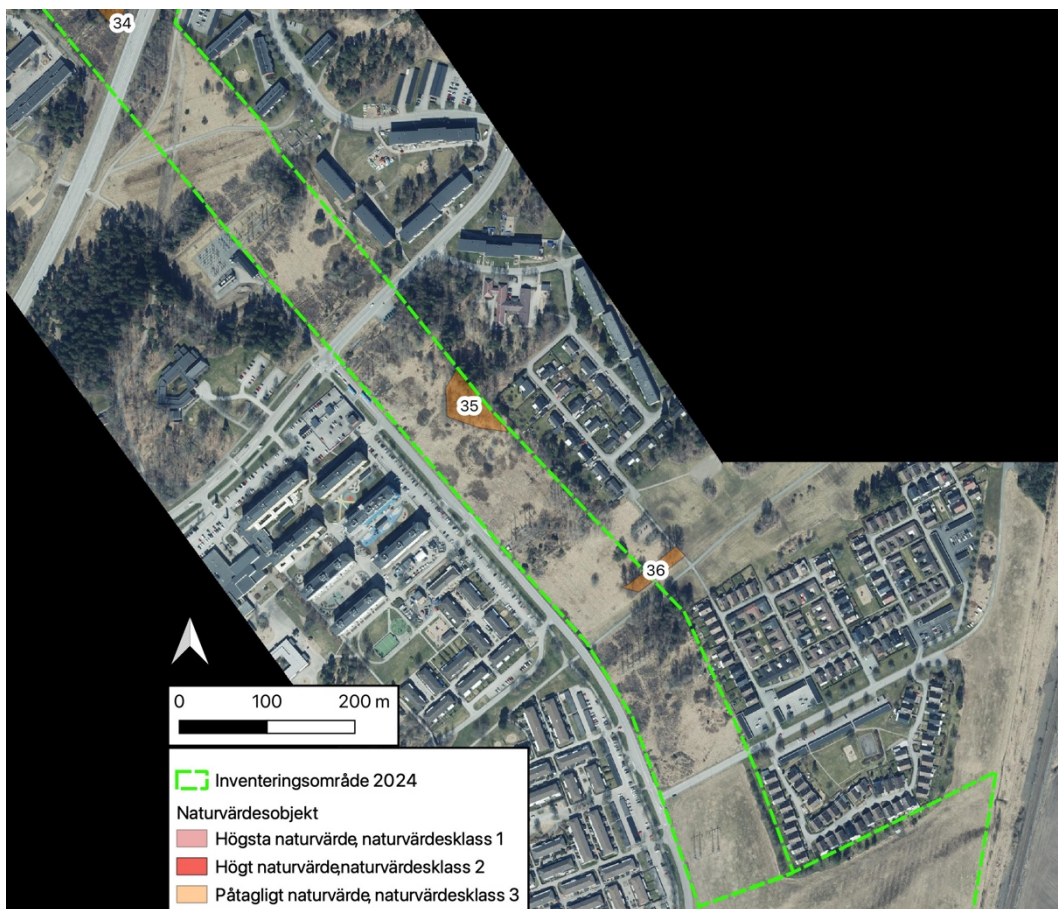 34
35
36
0 100 200 m
Inventeringsområde 2024
Naturvärdesobjekt
Högsta naturvärde, naturvärdesklass 1
Högt naturvärde,naturvärdesklass 2
Påtagligt naturvärde, naturvärdesklass 3